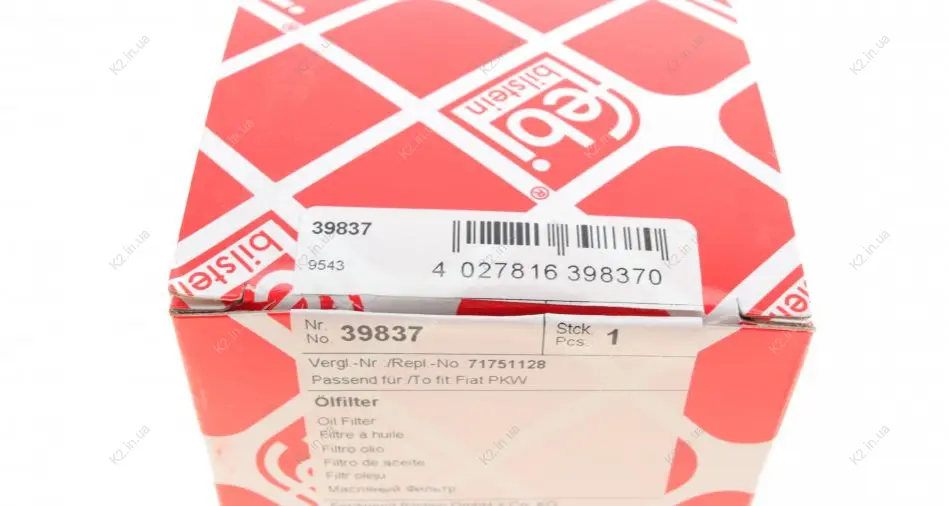 febi
bilstein
®
39837
9543
4 027816 398370
bilstein
Nr.
No. 39837
Stck.
Pcs. 1
Vergl.-Nr./Repl.-No. 71751128
Passend für/To fit: Fiat PKW
Ölfilter
Oil Filter
Filtre à huile
Filtro olio
Filtro de aceite
Filtr oleju
Масляный Фильтр
K2.in.ua